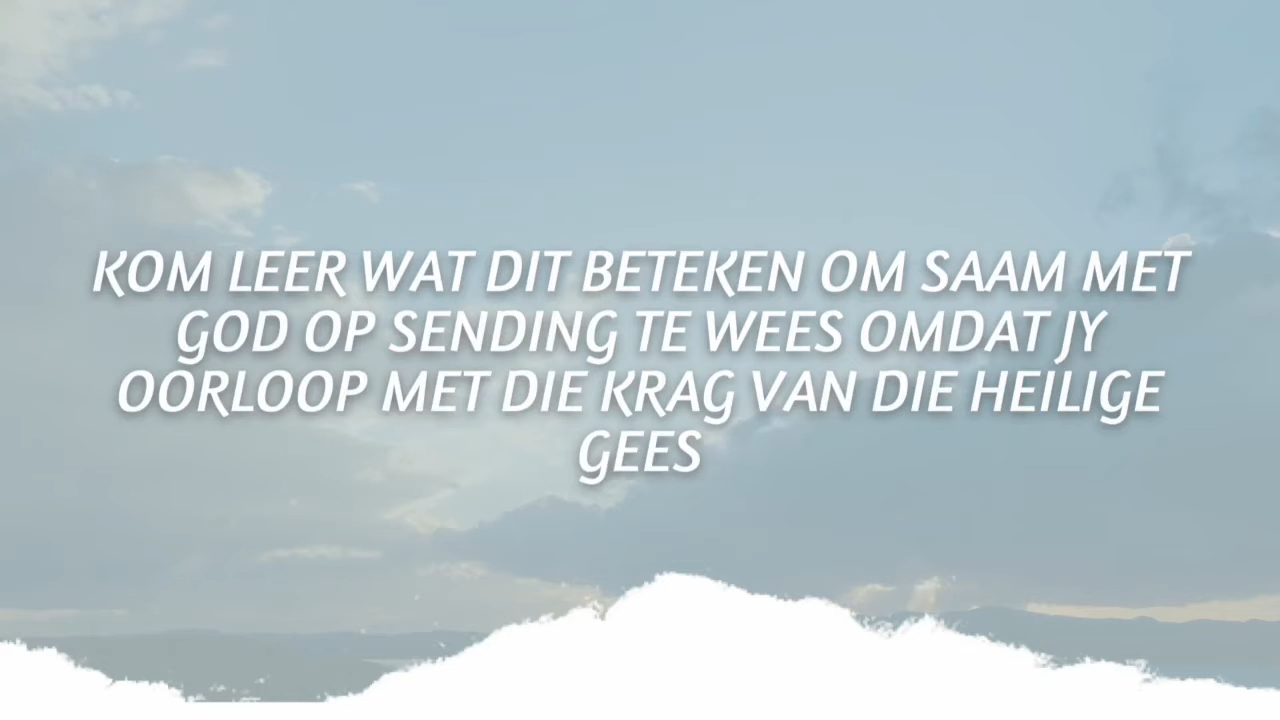 KOM LEER WAT DIT BETEKEN OM SAAM MET
GOD OP SENDING TE WEES OMDAT JY
OORLOOP MET DIE KRAG VAN DIE HEILIGE
GEES